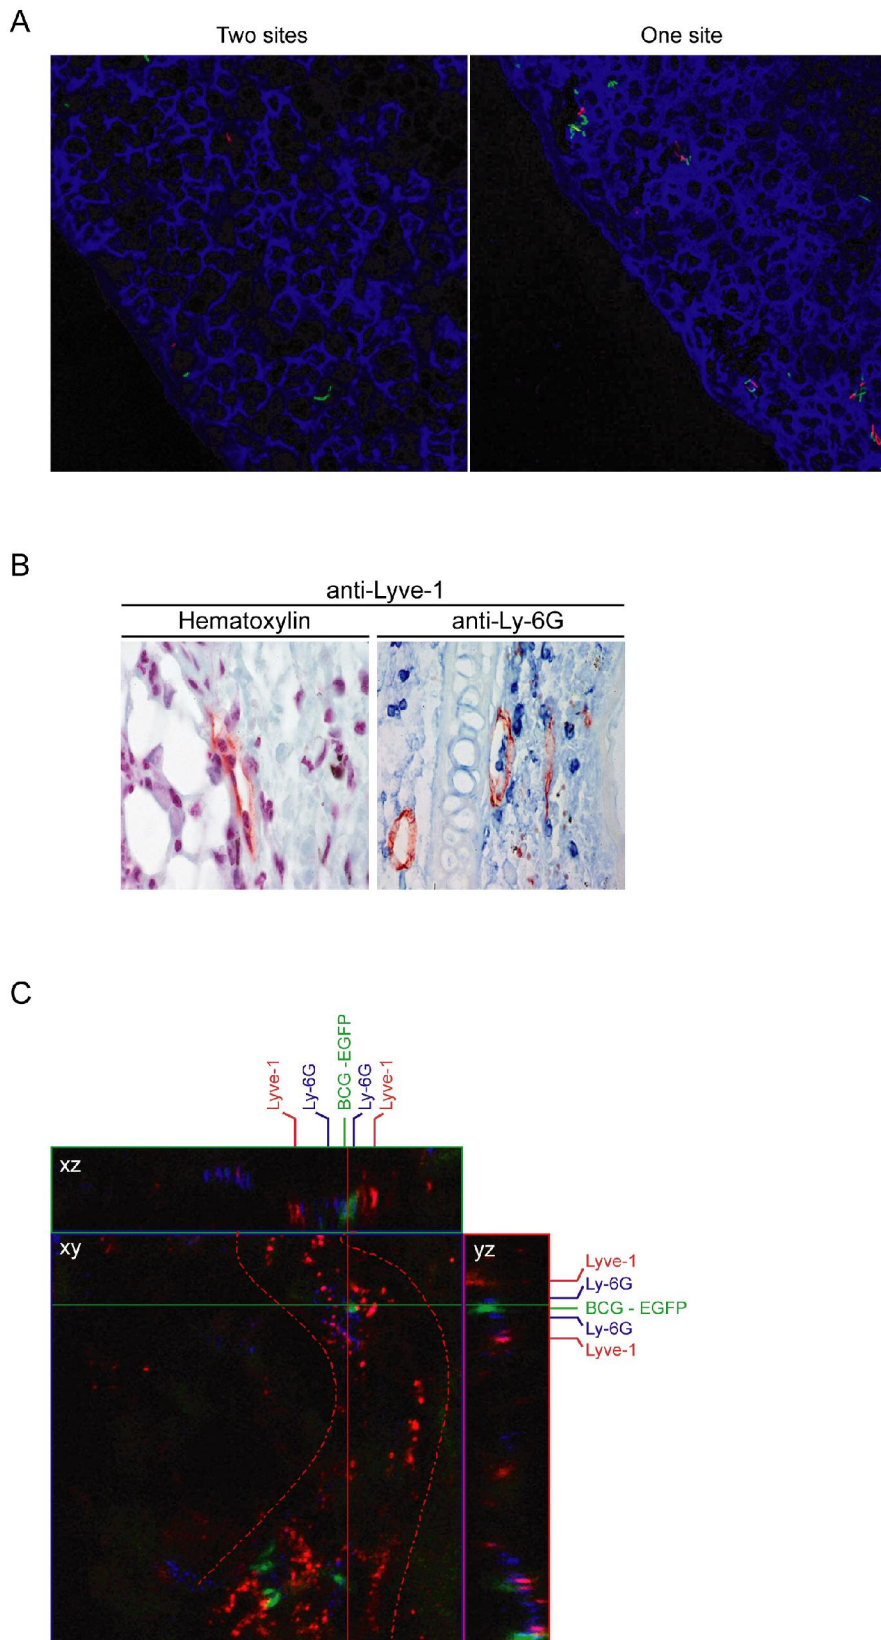 A
Two sites
One site
B
anti-Lyve-1
Hematoxylin
anti-Ly-6G
C
Lyve-1
Ly-6G
BCG -EGFP
Ly-6G
Lyve-1
xz
xy
yz
Lyve-1
Ly-6G
BCG - EGFP
Ly-6G
Lyve-1